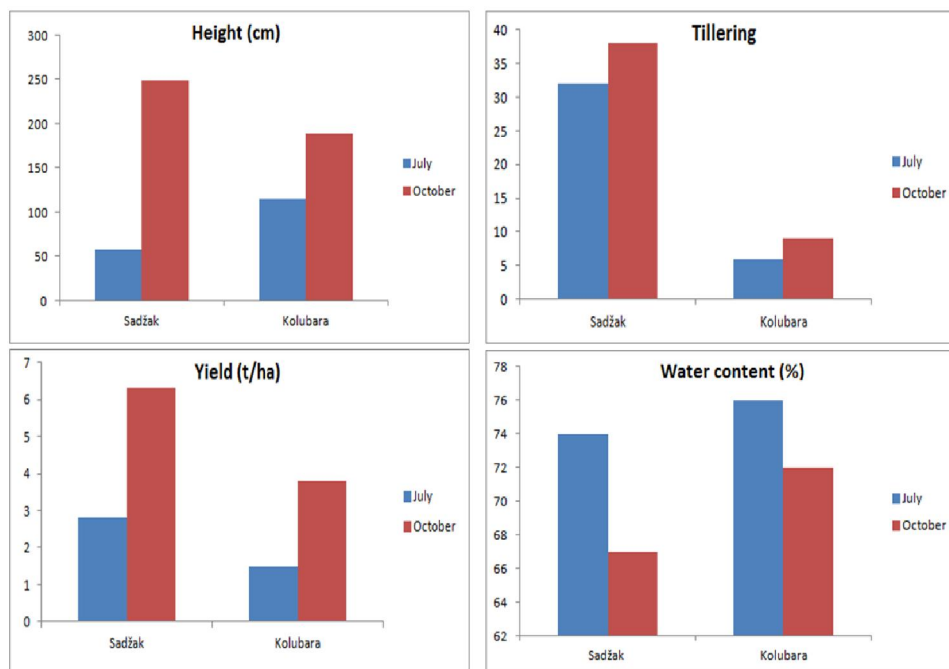 Height (cm)
300
250
200
150
100
50
0
Sadžak
Kolubara
July
October
Tillering
40
35
30
25
20
15
10
5
0
Sadžak
Kolubara
July
October
Yield (t/ha)
7
6
5
4
3
2
1
0
Sadžak
Kolubara
July
October
Water content (%)
78
76
74
72
70
68
66
64
62
Sadžak
Kolubara
July
October